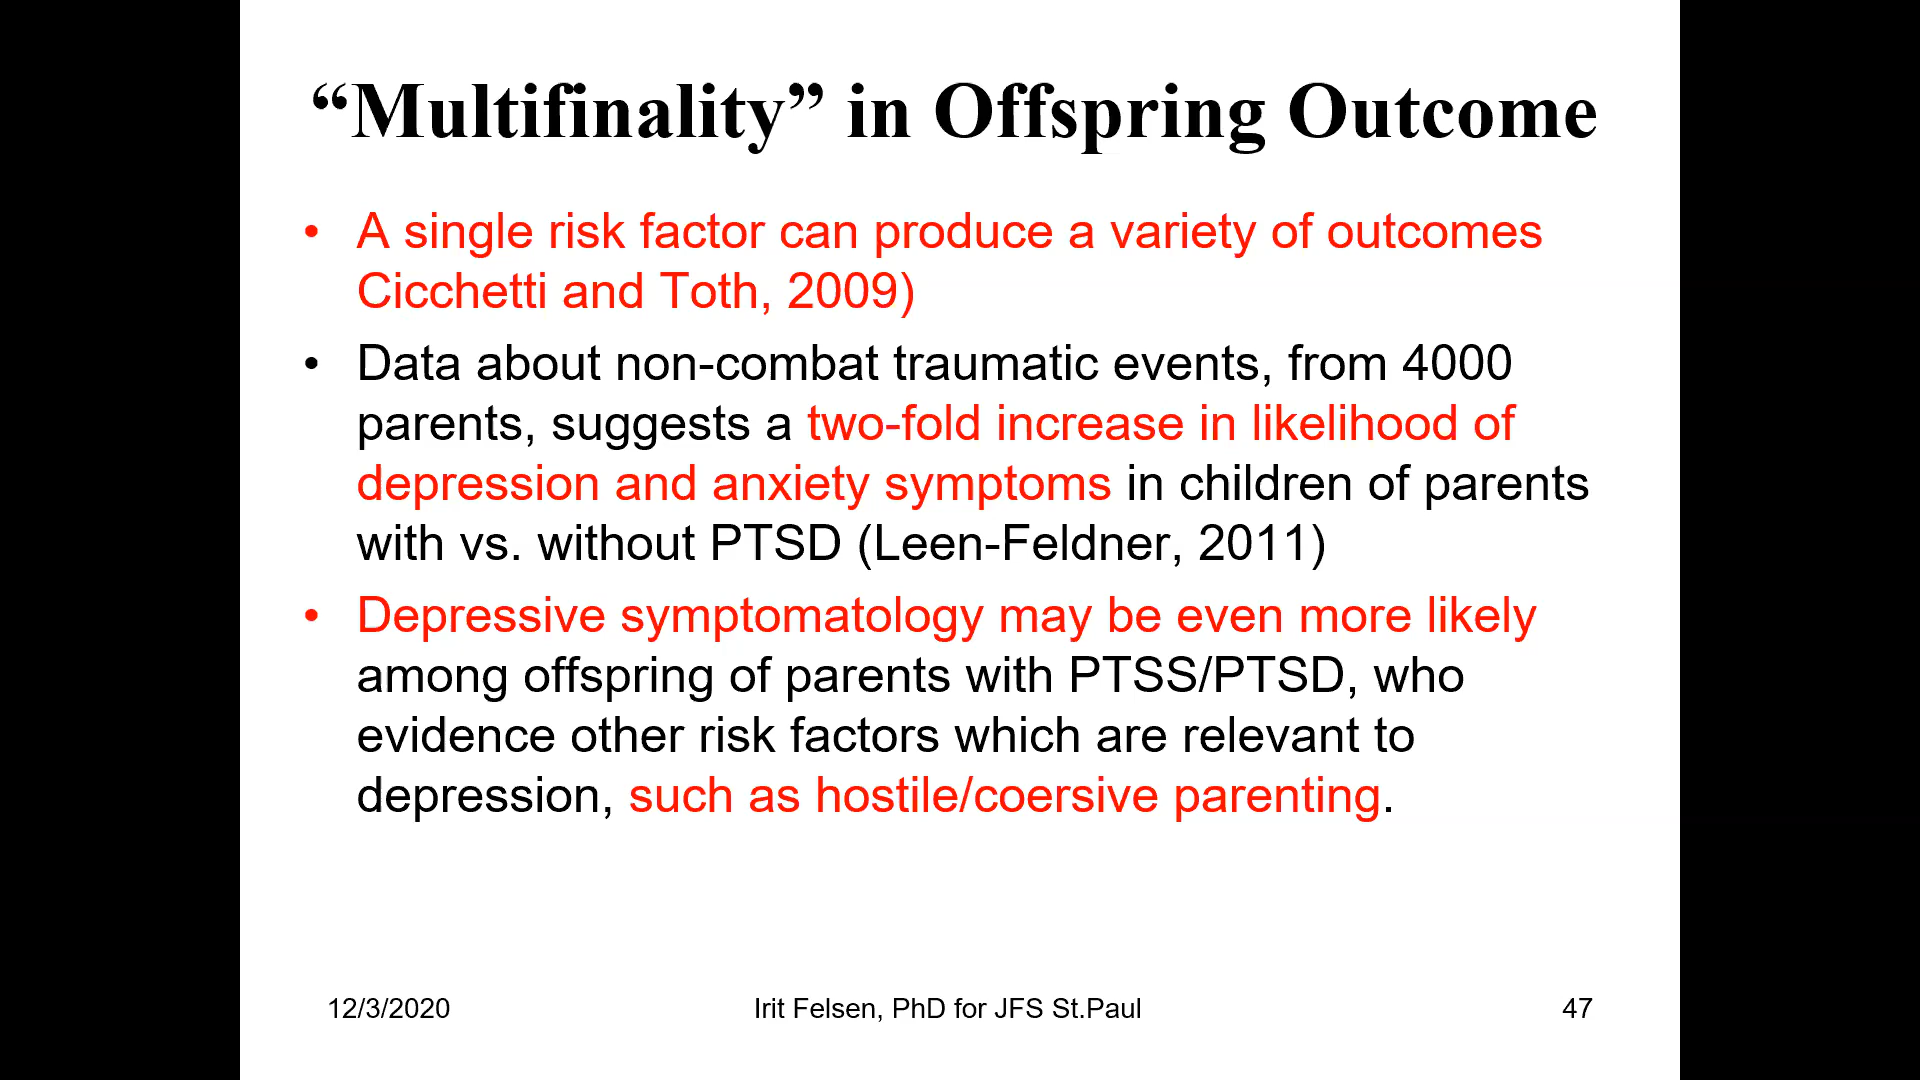 “Multifinality” in Offspring Outcome
• A single risk factor can produce a variety of outcomes
Cicchetti and Toth, 2009)
• Data about non-combat traumatic events, from 4000
parents, suggests a two-fold increase in likelihood of
depression and anxiety symptoms in children of parents
with vs. without PTSD (Leen-Feldner, 2011)
• Depressive symptomatology may be even more likely
among offspring of parents with PTSS/PTSD, who
evidence other risk factors which are relevant to
depression, such as hostile/coersive parenting.
12/3/2020 Irit Felsen, PhD for JFS St.Paul 47